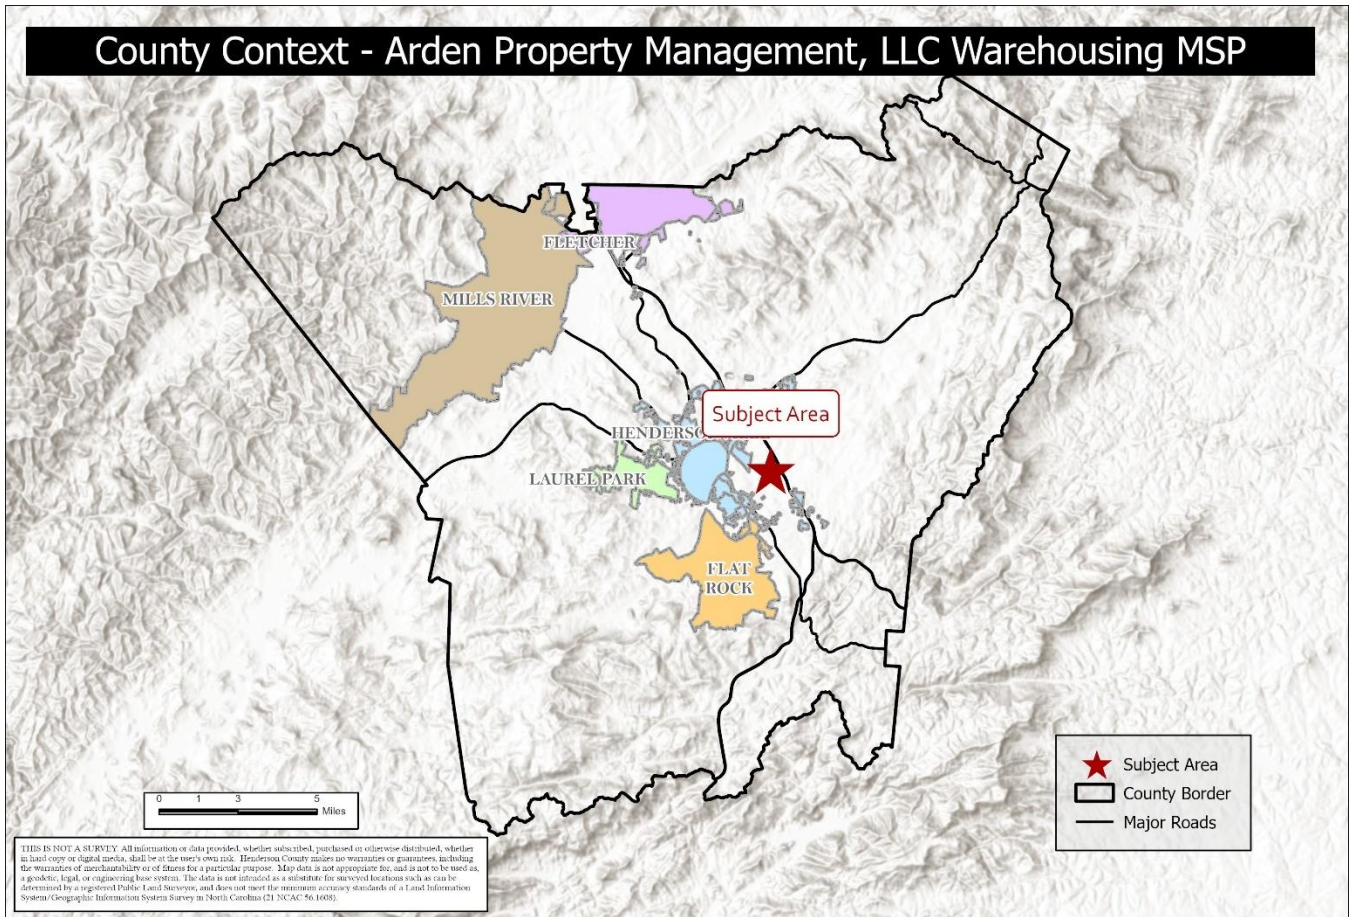 County Context - Arden Property Management, LLC Warehousing MSP
FLETCHER
MILLS RIVER
Subject Area
HENDERSO
LAUREL PARK
FLAT
ROCK
Subject Area
County Border
Major Roads
0 1 3 5
Miles
THIS IS NOT A SURVEY. All information or data provided, whether subscribed, purchased or otherwise distributed, whether
in hard copy or digital media, shall be at the user's own risk. Henderson County makes no warranties or guarantees, including
the warranties of merchantability or of fitness for a particular purpose. Map data is not appropriate for, and is not to be used as,
a geodetic, legal, or engineering base system. The data is not intended as a substitute for surveyed locations such as can be
determined by a registered Public Land Surveyor, and does not meet the minimum accuracy standards of a Land Information
System/Geographic Information System Survey in North Carolina (21 NCAC 56.1608).